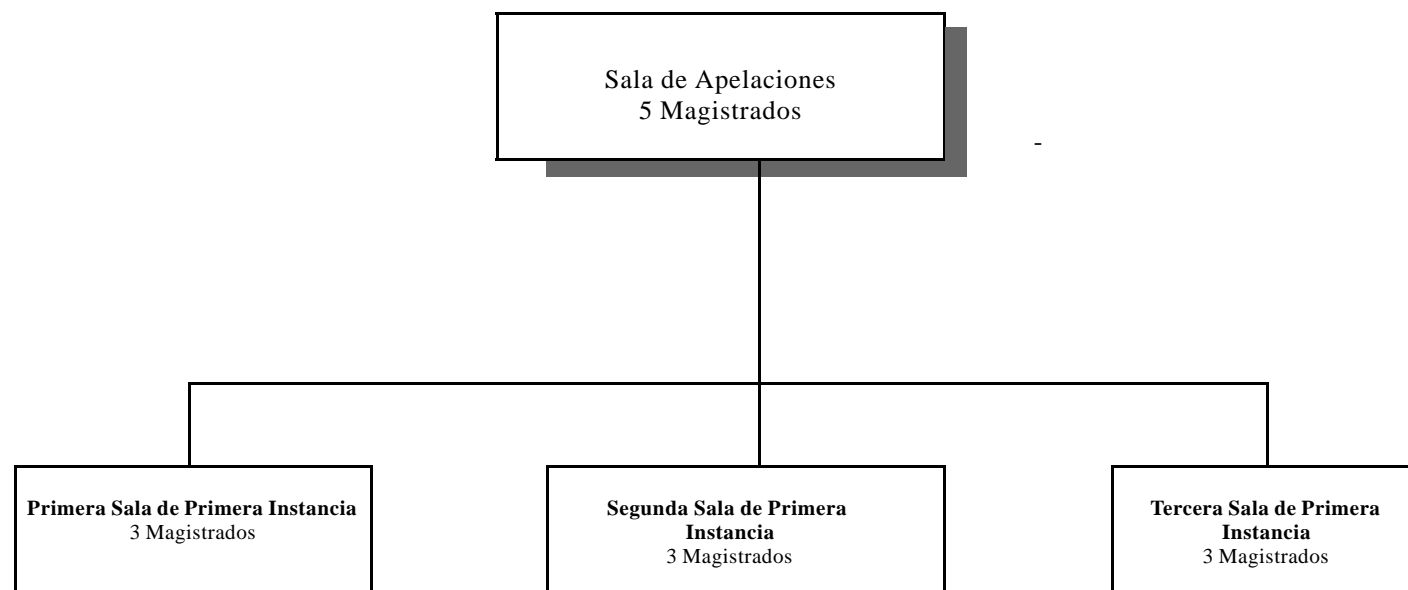 Sala de Apelaciones
5 Magistrados
-
Primera Sala de Primera Instancia
3 Magistrados
Segunda Sala de Primera
Instancia
3 Magistrados
Tercera Sala de Primera
Instancia
3 Magistrados